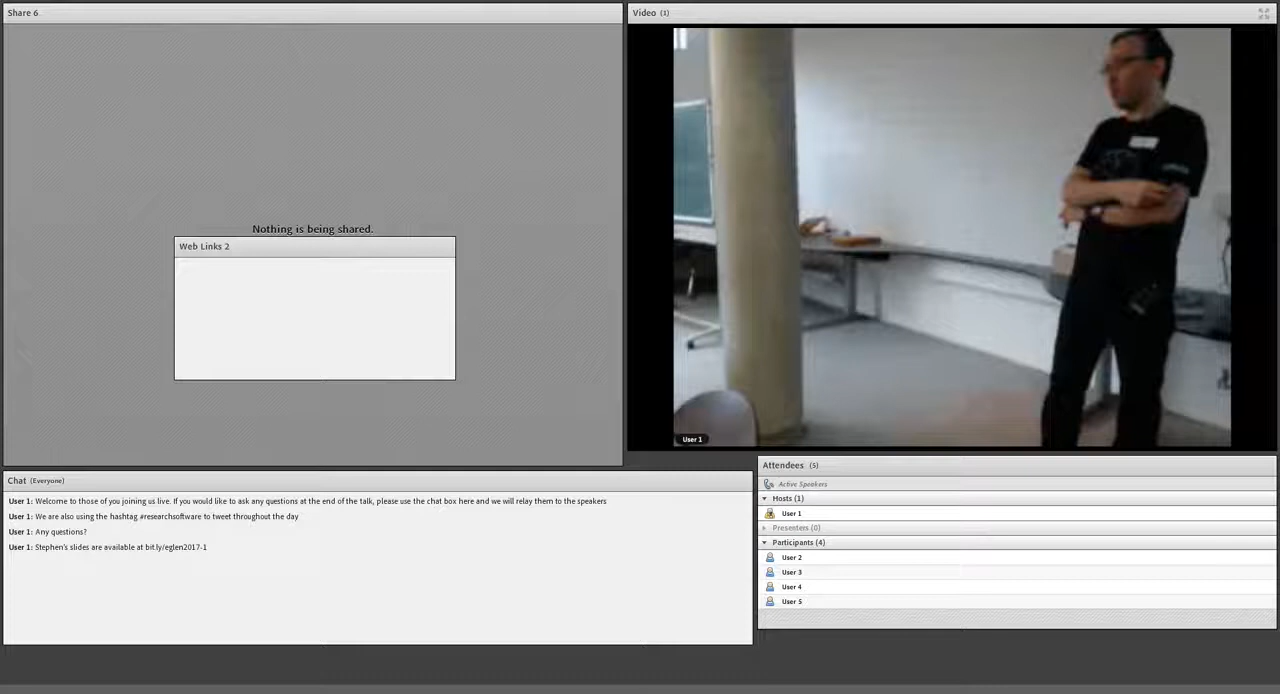 Share 6
Video (1)
Nothing is being shared.
Web Links 2
User 1
Chat (Everyone)
User 1: Welcome to those of you joining us live. If you would like to ask any questions at the end of the talk, please use the chat box here and we will relay them to the speakers
User 1: We are also using the hashtag #researchsoftware to tweet throughout the day
User 1: Any questions?
User 1: Stephen's slides are available at bit.ly/eglen2017-1
Attendees (5)
Active Speakers
Hosts (1)
User 1
Presenters (0)
Participants (4)
User 2
User 3
User 4
User 5